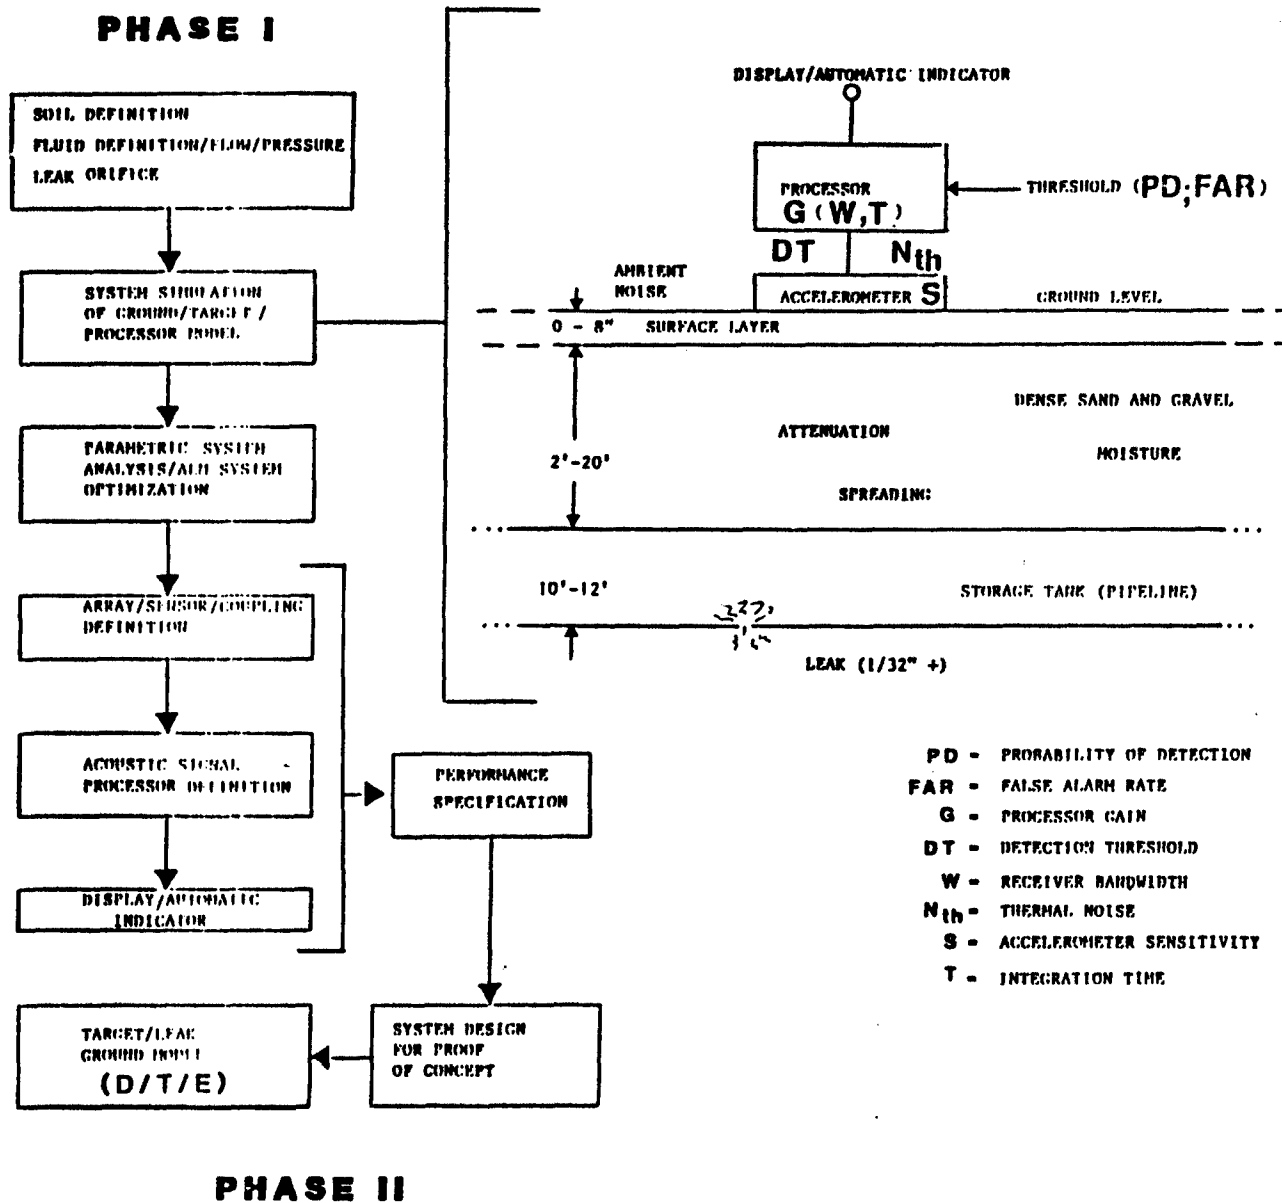 PHASE I
SOIL DEFINITION
FLUID DEFINITION/FLOW/PRESSURE
LEAK ORIFICE
SYSTEM SIMULATION
OF GROUND/TARGET/
PROCESSOR MODEL
PARAMETRIC SYSTEM
ANALYSIS/ALM SYSTEM
OPTIMIZATION
ARRAY/SENSOR/COUPLING
DEFINITION
ACOUSTIC SIGNAL
PROCESSOR DEFINITION
DISPLAY/AUTOMATIC
INDICATOR
PERFORMANCE
SPECIFICATION
SYSTEM DESIGN
FOR PROOF
OF CONCEPT
TARGET/LEAK
GROUND MODEL
(D/T/E)
PHASE II
DISPLAY/AUTOMATIC INDICATOR
PROCESSOR
G (W,T)
THRESHOLD (PD;FAR)
DT Nth
AMBIENT
NOISE
ACCELEROMETER S
GROUND LEVEL
0 - 8" SURFACE LAYER
DENSE SAND AND GRAVEL
ATTENUATION
MOISTURE
2'-20'
SPREADING
10'-12'
STORAGE TANK (PIPELINE)
LEAK (1/32" +)
PD - PROBABILITY OF DETECTION
FAR - FALSE ALARM RATE
G - PROCESSOR GAIN
DT - DETECTION THRESHOLD
W - RECEIVER BANDWIDTH
Nth - THERMAL NOISE
S - ACCELEROMETER SENSITIVITY
T - INTEGRATION TIME